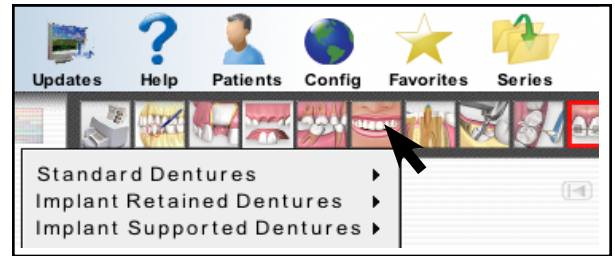 Updates Help Patients Config Favorites Series
Standard Dentures
Implant Retained Dentures
Implant Supported Dentures